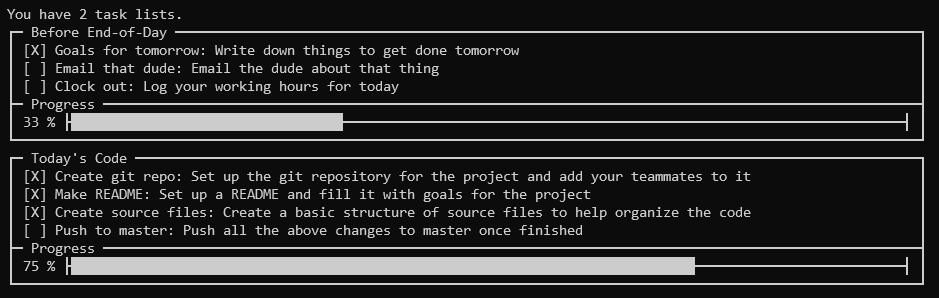 You have 2 task lists.
Before End-of-Day
[X] Goals for tomorrow: Write down things to get done tomorrow
[ ] Email that dude: Email the dude about that thing
[ ] Clock out: Log your working hours for today
Progress
33 %
Today's Code
[X] Create git repo: Set up the git repository for the project and add your teammates to it
[X] Make README: Set up a README and fill it with goals for the project
[X] Create source files: Create a basic structure of source files to help organize the code
[ ] Push to master: Push all the above changes to master once finished
Progress
75 %